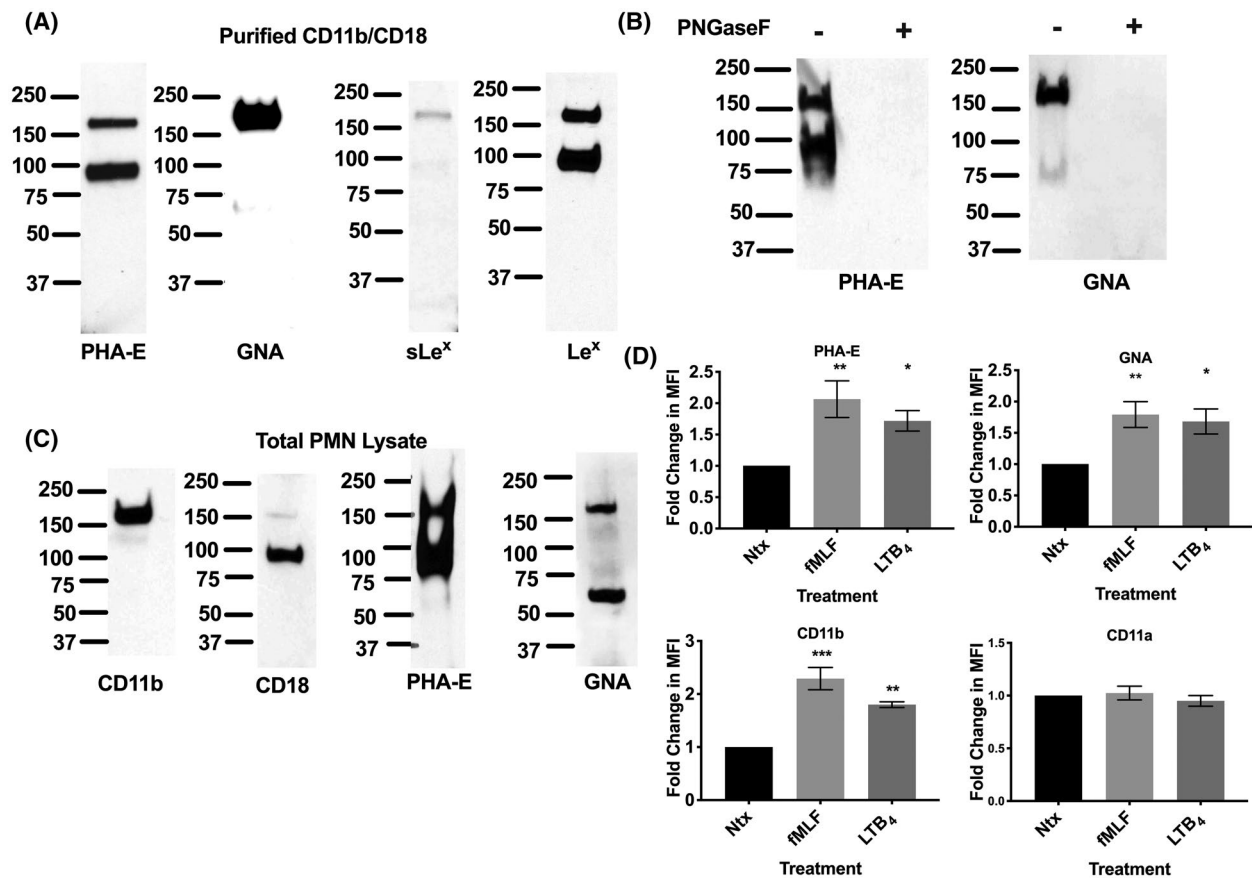 (A)
Purified CD11b/CD18
250
150
100
75
50
37
PHA-E
250
150
100
75
50
37
GNA
250
150
100
75
50
37
sLeˣ
250
150
100
75
50
37
Leˣ
(B)
PNGaseF - + - +
250
150
100
75
50
37
PHA-E
250
150
100
75
50
37
GNA
(C)
Total PMN Lysate
250
150
100
75
50
37
CD11b
250
150
100
75
50
37
CD18
250
150
100
75
50
37
PHA-E
250
150
100
75
50
37
GNA
(D)
PHA-E
** *
Fold Change in MFI
2.5
2.0
1.5
1.0
0.5
0.0
Ntx fMLF LTB₄
Treatment
GNA
** *
Fold Change in MFI
2.5
2.0
1.5
1.0
0.5
0.0
Ntx fMLF LTB₄
Treatment
CD11b
*** **
Fold Change in MFI
3
2
1
0
Ntx fMLF LTB₄
Treatment
CD11a
Fold Change in MFI
1.5
1.0
0.5
0.0
Ntx fMLF LTB₄
Treatment